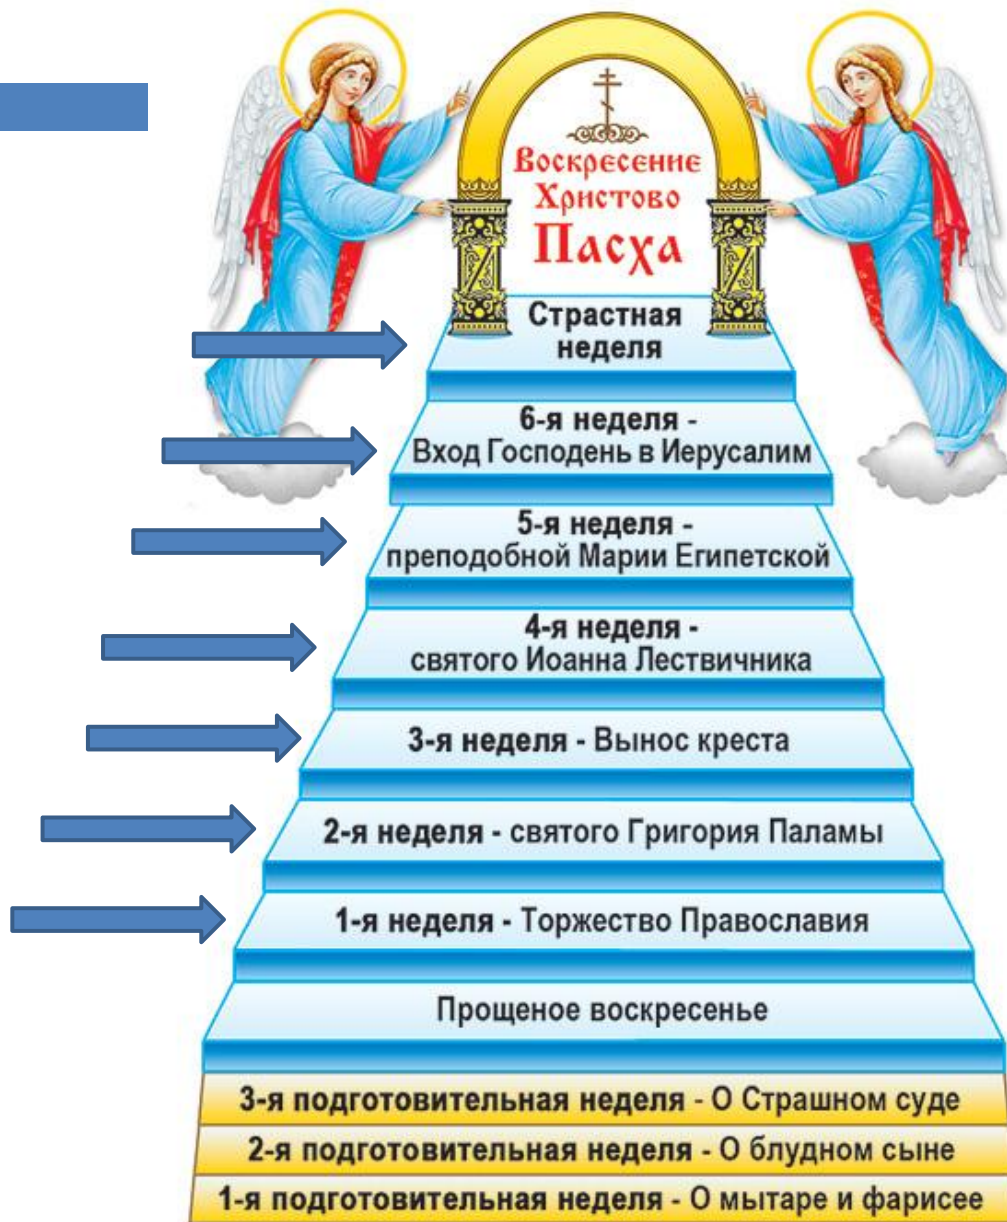 Воскресение
Христово
Пасха
Страстная
неделя
6-я неделя -
Вход Господень в Иерусалим
5-я неделя -
преподобной Марии Египетской
4-я неделя -
святого Иоанна Лествичника
3-я неделя - Вынос креста
2-я неделя - святого Григория Паламы
1-я неделя - Торжество Православия
Прощеное воскресенье
3-я подготовительная неделя - О Страшном суде
2-я подготовительная неделя - О блудном сыне
1-я подготовительная неделя - О мытаре и фарисее